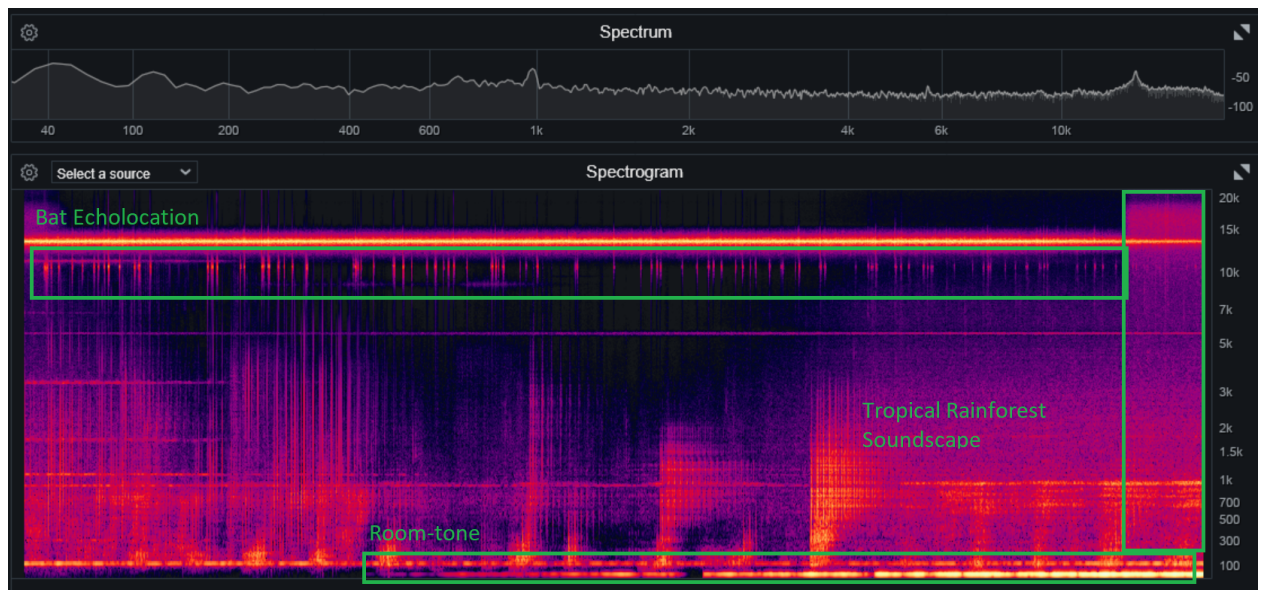 Spectrum
-50
-100
40 100 200 400 600 1k 2k 4k 6k 10k
Select a source
Spectrogram
20k
Bat Echolocation
15k
10k
7k
5k
3k
Tropical Rainforest
2k
Soundscape
1.5k
1k
700
500
Room-tone
300
100